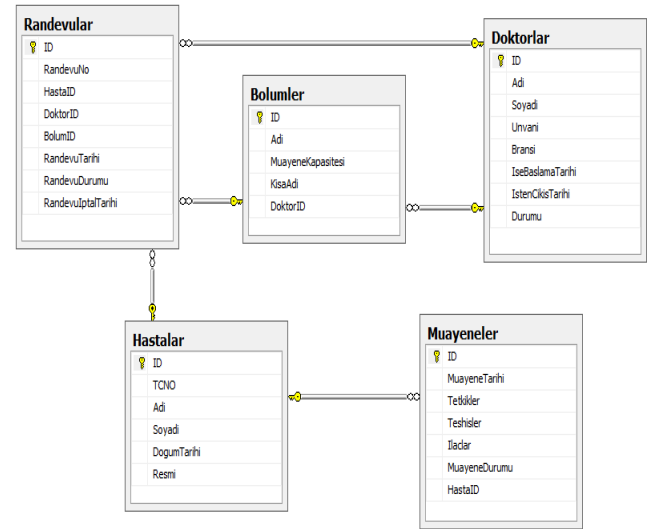 Randevular
ID
RandevuNo
HastaID
DoktorID
BolumID
RandevuTarihi
RandevuDurumu
RandevuIptalTarihi
Bolumler
ID
Adi
MuayeneKapasitesi
KisaAdi
DoktorID
Doktorlar
ID
Adi
Soyadi
Unvani
Bransi
IseBaslamaTarihi
IstenCikisTarihi
Durumu
Hastalar
ID
TCNO
Adi
Soyadi
DogumTarihi
Resmi
Muayeneler
ID
MuayeneTarihi
Tetkikler
Teshisler
Ilaclar
MuayeneDurumu
HastaID